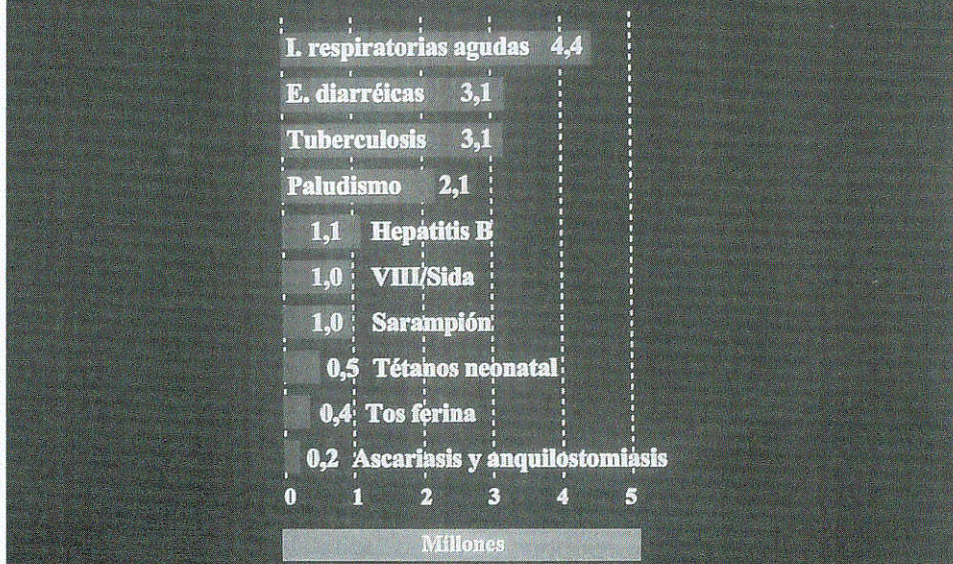 I. respiratorias agudas 4,4
E. diarréicas 3,1
Tuberculosis 3,1
Paludismo 2,1
1,1 Hepatitis B
1,0 VIII/Sida
1,0 Sarampión
0,5 Tétanos neonatal
0,4 Tos ferina
0,2 Ascariasis y anquilostomiasis
0 1 2 3 4 5
Millones